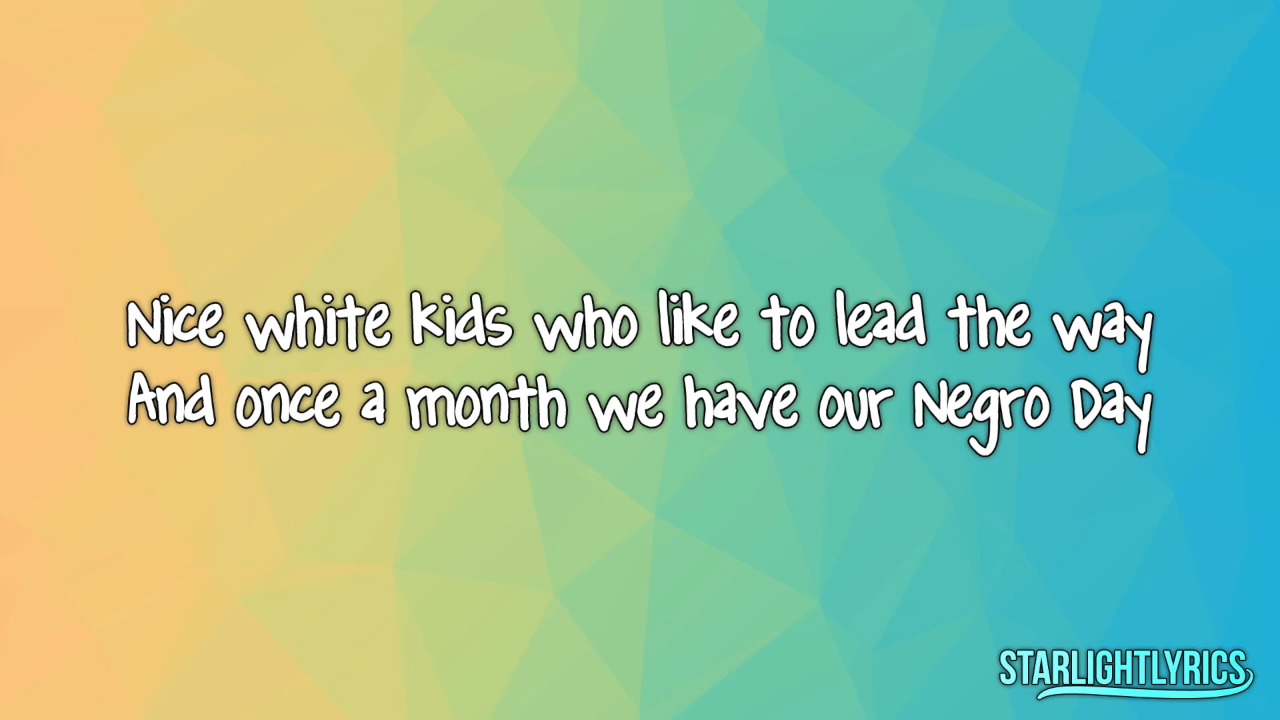 Nice white kids who like to lead the way
And once a month we have our Negro Day
STARLIGHTLYRICS